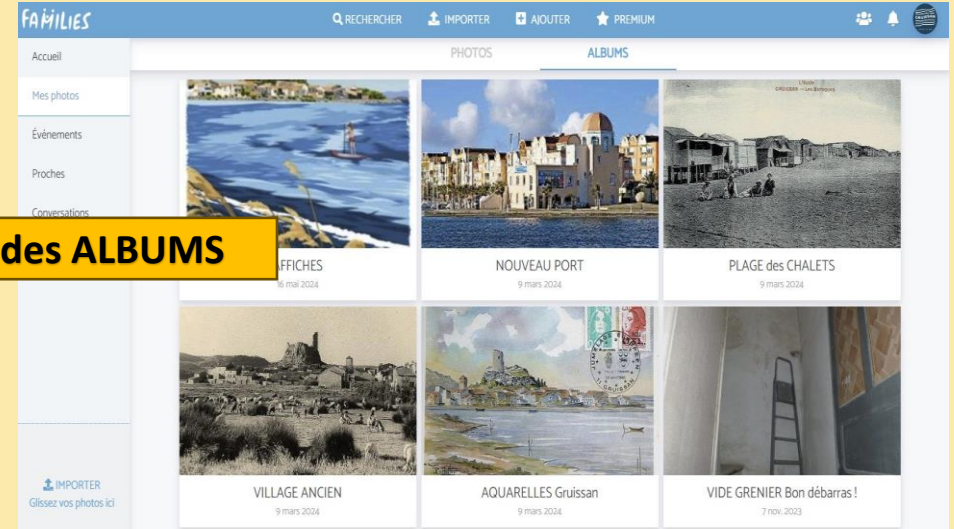 FAMILIES
RECHERCHER IMPORTER AJOUTER PREMIUM
PHOTOS ALBUMS
Accueil
Mes photos
Événements
Proches
Conversations
des ALBUMS
AFFICHES
16 mai 2024
NOUVEAU PORT
9 mars 2024
PLAGE des CHALETS
9 mars 2024
VILLAGE ANCIEN
9 mars 2024
AQUARELLES Gruissan
9 mars 2024
VIDE GRENIER Bon débarras !
7 nov. 2023
IMPORTER
Glissez vos photos ici